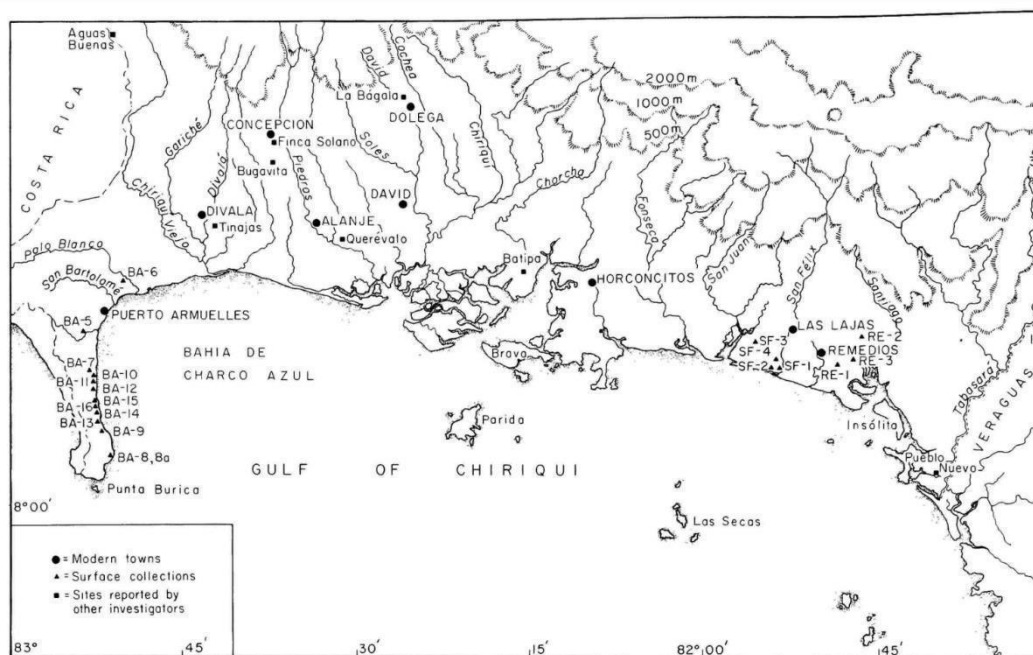 Aguas
Buenas
COSTA RICA
Gariché
Chiriqui Viejo
Divalá
CONCEPCION
Finca Solano
Bugavita
Piedras
Soles
David
Cochea
La Bágala
DOLEGA
Chiriqui
2000m
1000m
500m
DIVALA
Tinajas
ALANJE
DAVID
Querévalo
Chorcha
Fonseca
San Juan
San Felix
Santiago
Tabasara
VERAGUAS
Palo Blanco
San Bartolomé
BA-6
PUERTO ARMUELLES
BA-5
Batipa
HORCONCITOS
LAS LAJAS
REMEDIOS
SF-3
SF-4
SF-2
SF-1
RE-2
RE-3
RE-1
BA-7
BA-10
BA-11
BA-12
BA-15
BA-16
BA-14
BA-13
BA-9
BA-8,8a
BAHIA DE
CHARCO AZUL
Brava
Parida
Insólita
Pueblo
Nuevo
GULF OF CHIRIQUI
Punta Burica
Las Secas
8°00'
= Modern towns
= Surface collections
= Sites reported by
other investigators
83° 45' 30' 15' 82°00' 45'